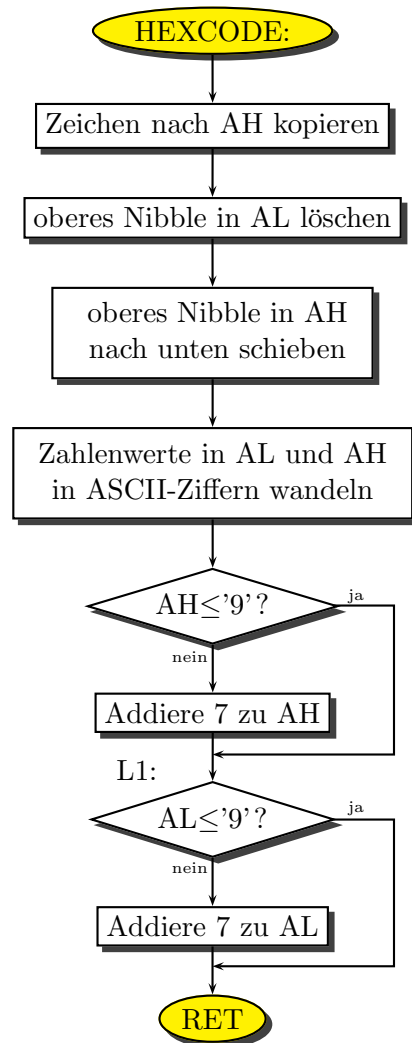 HEXCODE:
Zeichen nach AH kopieren
oberes Nibble in AL löschen
oberes Nibble in AH
nach unten schieben
Zahlenwerte in AL und AH
in ASCII-Ziffern wandeln
AH≤'9'?
ja
nein
Addiere 7 zu AH
L1:
AL≤'9'?
ja
nein
Addiere 7 zu AL
RET